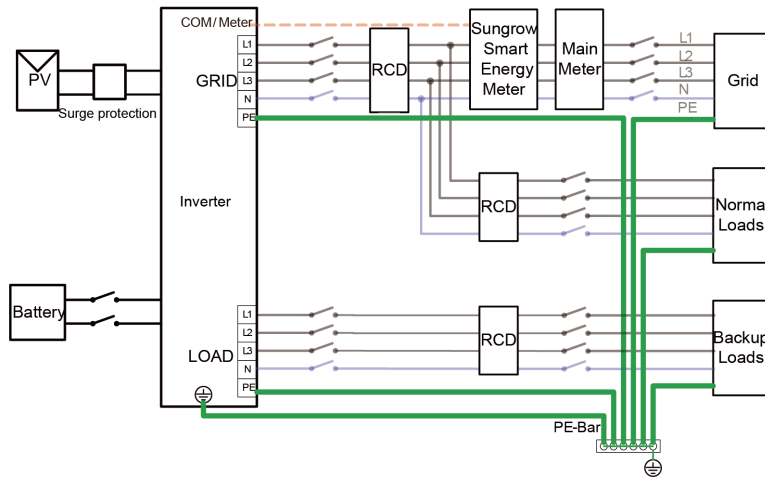 COM/Meter
L1
L2
GRID
L3
N
PE
RCD
Sungrow
Smart
Energy
Meter
Main
Meter
L1
L2
L3
N
PE
Grid
PV
Surge protection
Inverter
RCD
Norma
Loads
Battery
L1
L2
LOAD
L3
N
PE
RCD
Backup
Loads
PE-Bar